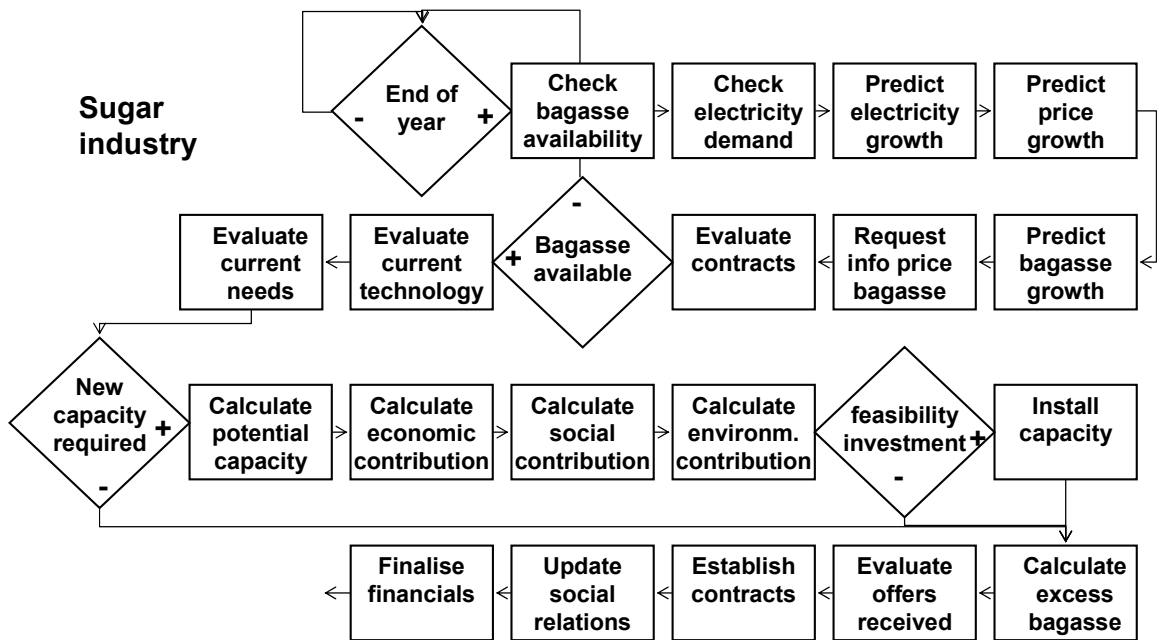 Sugar
industry
End of
year
-
+
Check
bagasse
availability
Check
electricity
demand
Predict
electricity
growth
Predict
price
growth
Evaluate
current
needs
Evaluate
current
technology
-
+
Bagasse
available
Evaluate
contracts
Request
info price
bagasse
Predict
bagasse
growth
New
capacity
required
+
-
Calculate
potential
capacity
Calculate
economic
contribution
Calculate
social
contribution
Calculate
environm.
contribution
feasibility
investment
+
-
Install
capacity
Finalise
financials
Update
social
relations
Establish
contracts
Evaluate
offers
received
Calculate
excess
bagasse